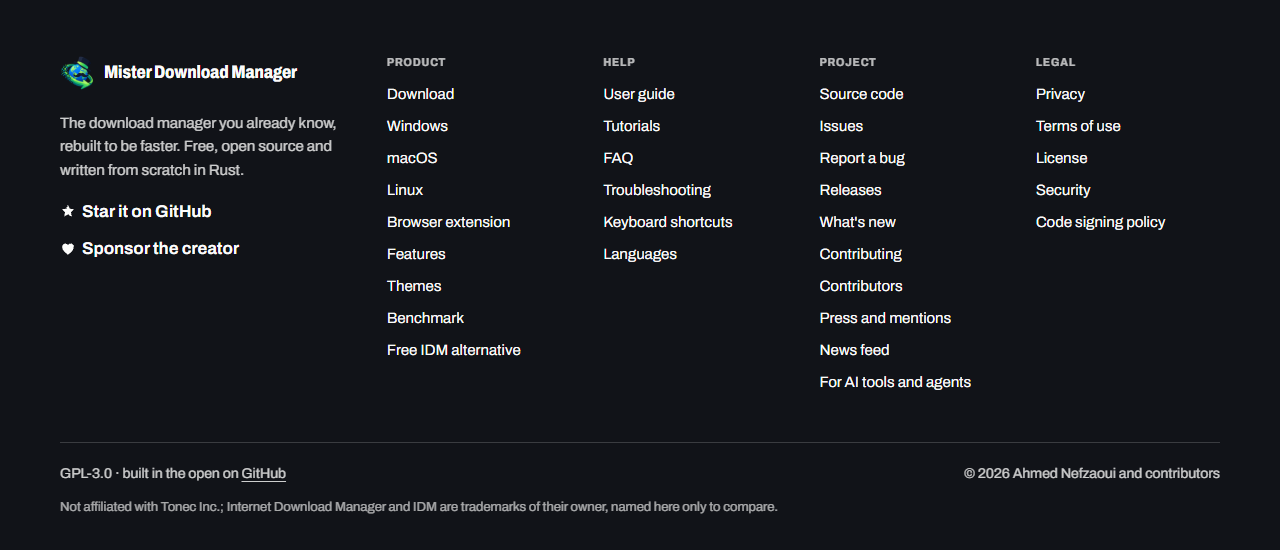 Mister Download Manager
The download manager you already know,
rebuilt to be faster. Free, open source and
written from scratch in Rust.
Star it on GitHub
Sponsor the creator
PRODUCT
Download
Windows
macOS
Linux
Browser extension
Features
Themes
Benchmark
Free IDM alternative
HELP
User guide
Tutorials
FAQ
Troubleshooting
Keyboard shortcuts
Languages
PROJECT
Source code
Issues
Report a bug
Releases
What's new
Contributing
Contributors
Press and mentions
News feed
For AI tools and agents
LEGAL
Privacy
Terms of use
License
Security
Code signing policy
GPL-3.0 · built in the open on GitHub
© 2026 Ahmed Nefzaoui and contributors
Not affiliated with Tonec Inc.; Internet Download Manager and IDM are trademarks of their owner, named here only to compare.